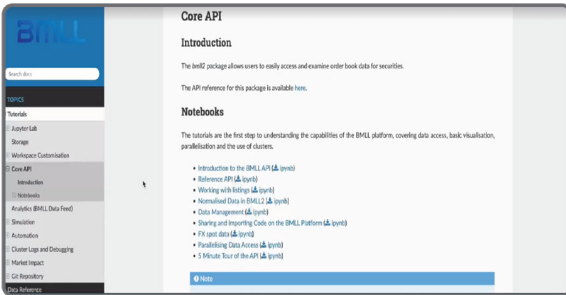 BMLL
Search docs
TOPICS
Tutorials
Jupyter Lab
Storage
Workspace Customisation
Core API
Introduction
Notebooks
Analytics (BMLL Data Feed)
Simulation
Automation
Cluster Logs and Debugging
Market Impact
Git Repository
Data Reference
Core API
Introduction
The bmll2 package allows users to easily access and examine order book data for securities.
The API reference for this package is available here.
Notebooks
The tutorials are the first step to understanding the capabilities of the BMLL platform, covering data access, basic visualisation,
parallelisation and the use of clusters.
• Introduction to the BMLL API (ipynb)
• Reference API (ipynb)
• Working with listings (ipynb)
• Normalised Data in BMLL2 (ipynb)
• Data Management (ipynb)
• Sharing and Importing Code on the BMLL Platform (ipynb)
• FX spot data (ipynb)
• Parallelising Data Access (ipynb)
• 5 Minute Tour of the API (ipynb)
Note